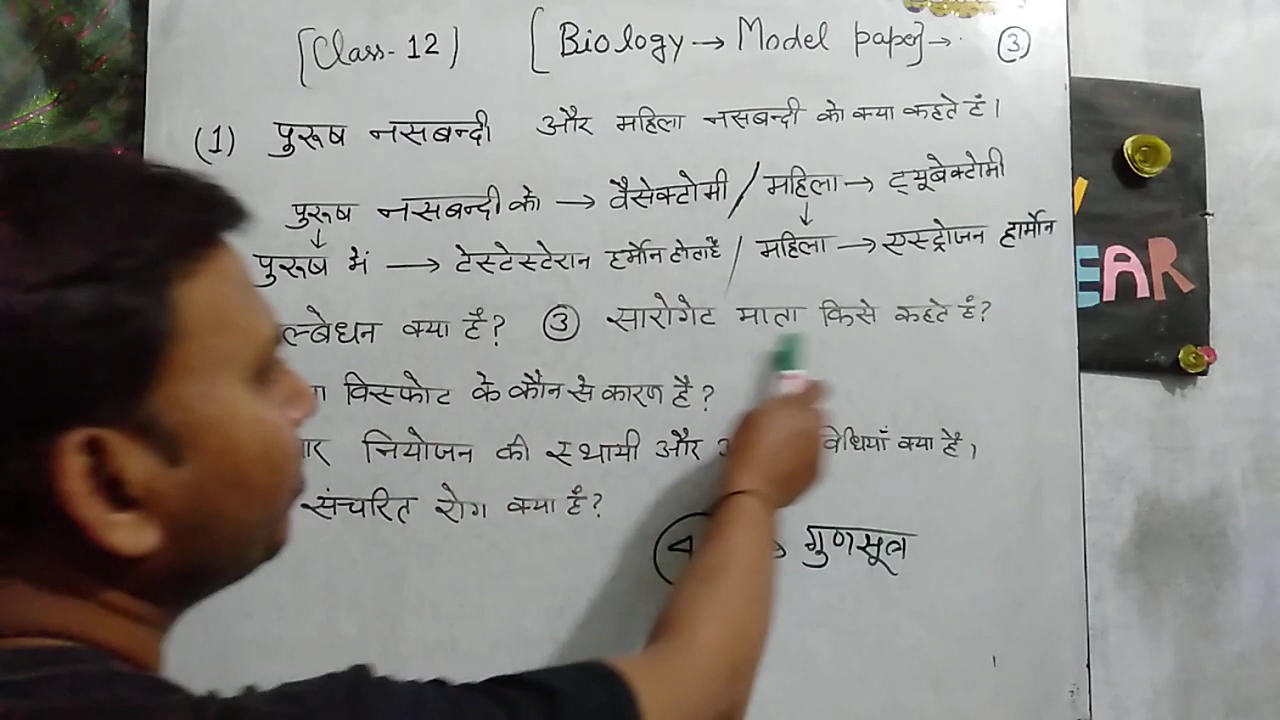 [Class-12] [Biology → Model paper] → ③
(1) पुरूष नसबन्दी और महिला नसबन्दी को क्या कहते हैं।
पुरूष नसबन्दी को → वैसेक्टोमी / महिला → ट्यूबेक्टोमी
↓ ↓
पुरूष में → टेस्टेस्टेरान हर्मोन होता है / महिला → एस्ट्रोजन हार्मोन
ल्बेधन क्या है? ③ सारोगेट माता किसे कहते हैं?
विस्फोट के कौन से कारण है?
नियोजन की स्थायी और विधियाँ क्या है।
संचरित रोग क्या है?
गुणसूत्र
EAR